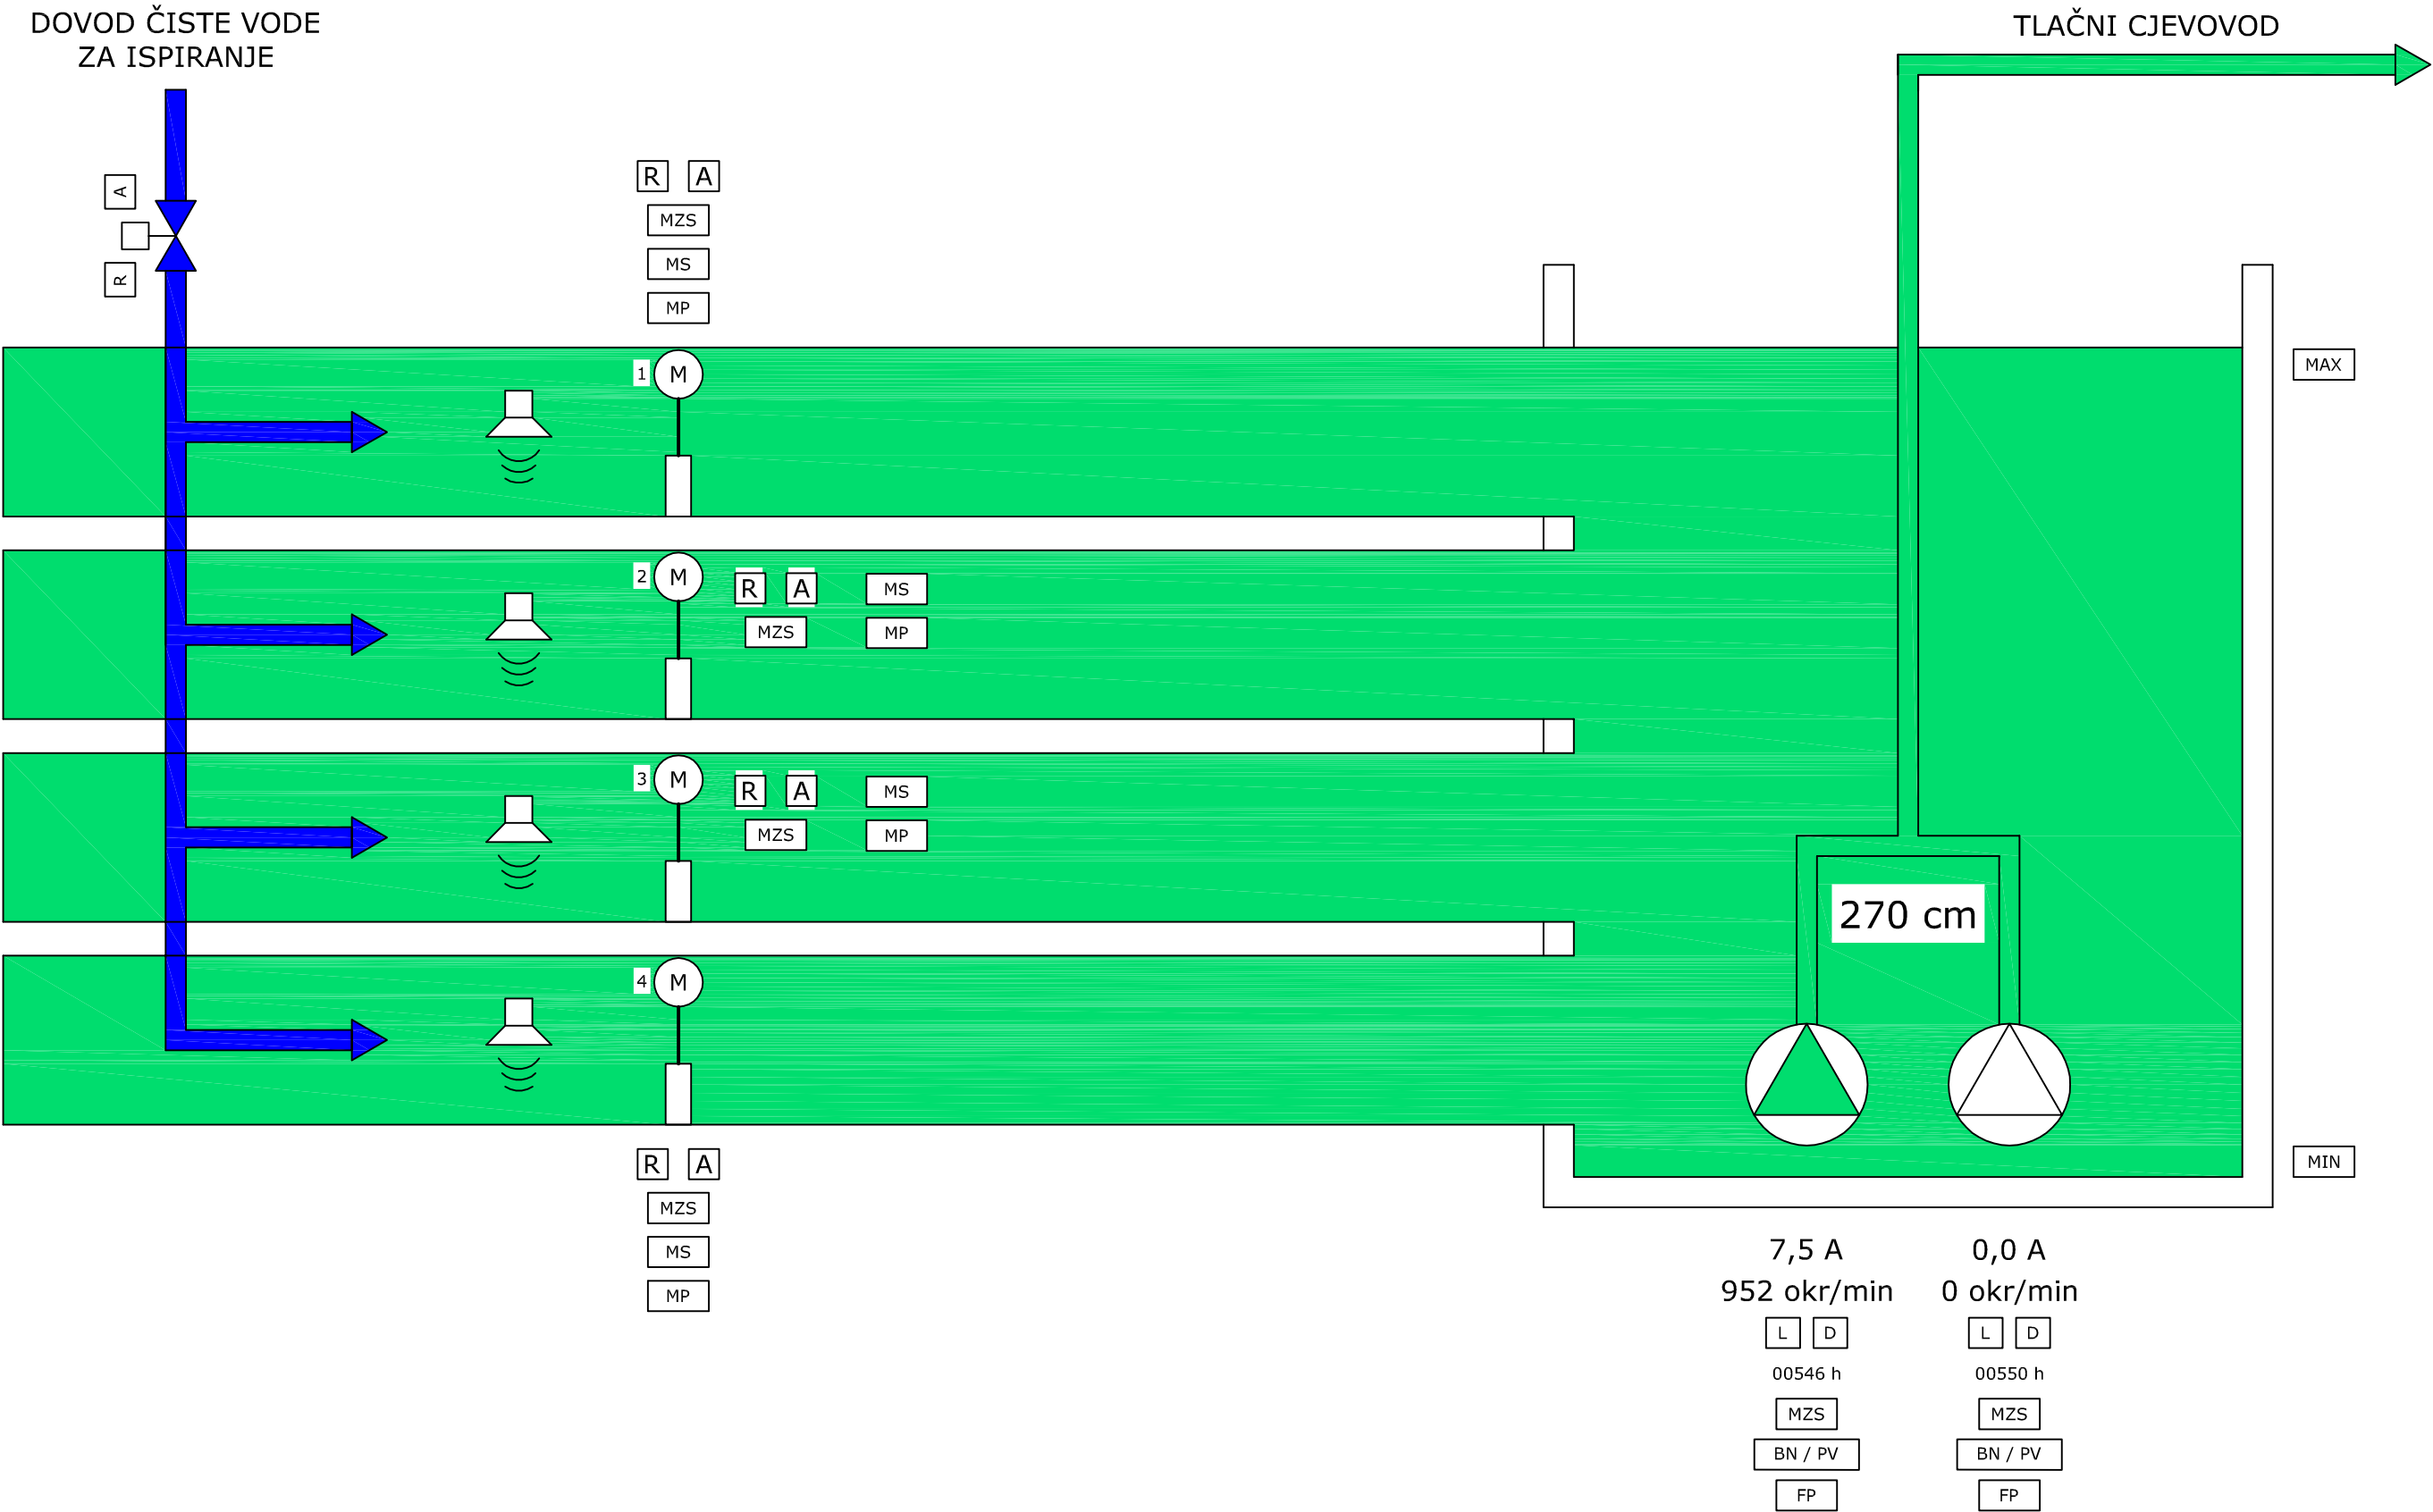 DOVOD ČISTE VODE
ZA ISPIRANJE
TLAČNI CJEVOVOD
A
R
R A
MZS
MS
MP
MAX
1 M
2 M R A MS
MZS MP
3 M R A MS
MZS MP
270 cm
4 M
R A
MZS
MS
MP
MIN
7,5 A 0,0 A
952 okr/min 0 okr/min
L D L D
00546 h 00550 h
MZS MZS
BN / PV BN / PV
FP FP